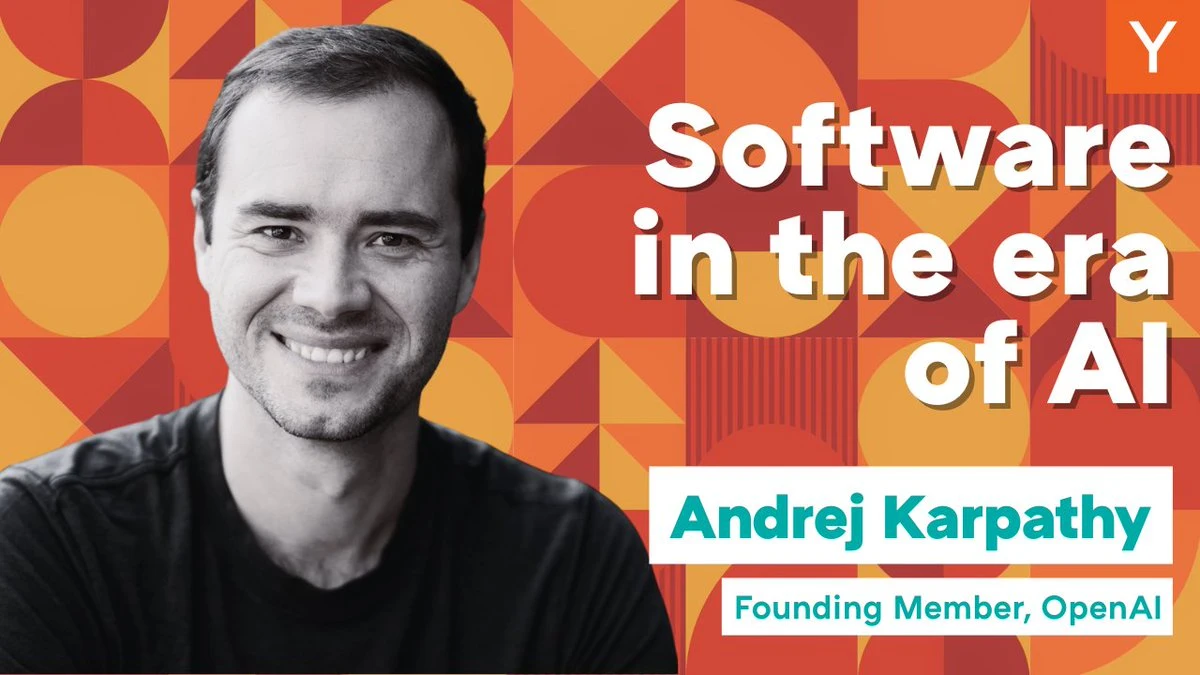 Y
Software
in the era
of AI
Andrej Karpathy
Founding Member, OpenAI